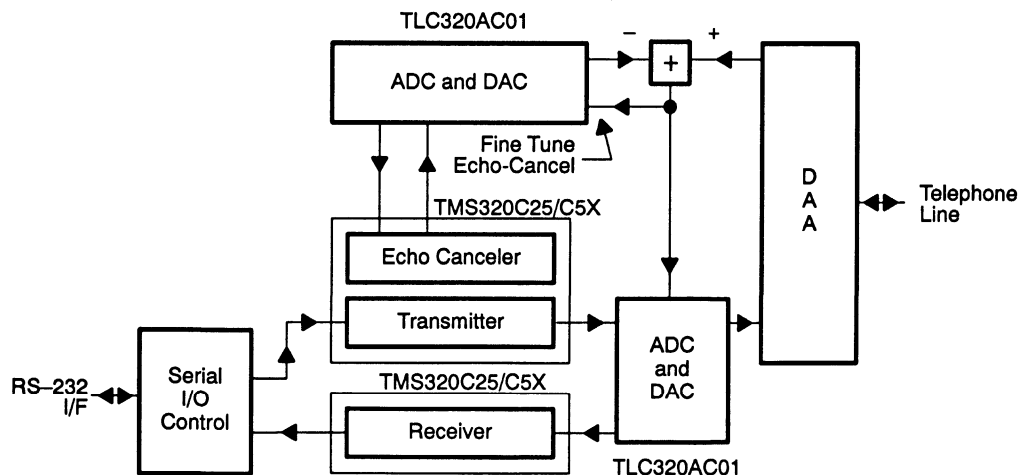 TLC320AC01
ADC and DAC
–
+
+
Fine Tune
Echo-Cancel
D
A
A
Telephone
Line
TMS320C25/C5X
Echo Canceler
Transmitter
ADC
and
DAC
RS–232
I/F
Serial
I/O
Control
TMS320C25/C5X
Receiver
TLC320AC01